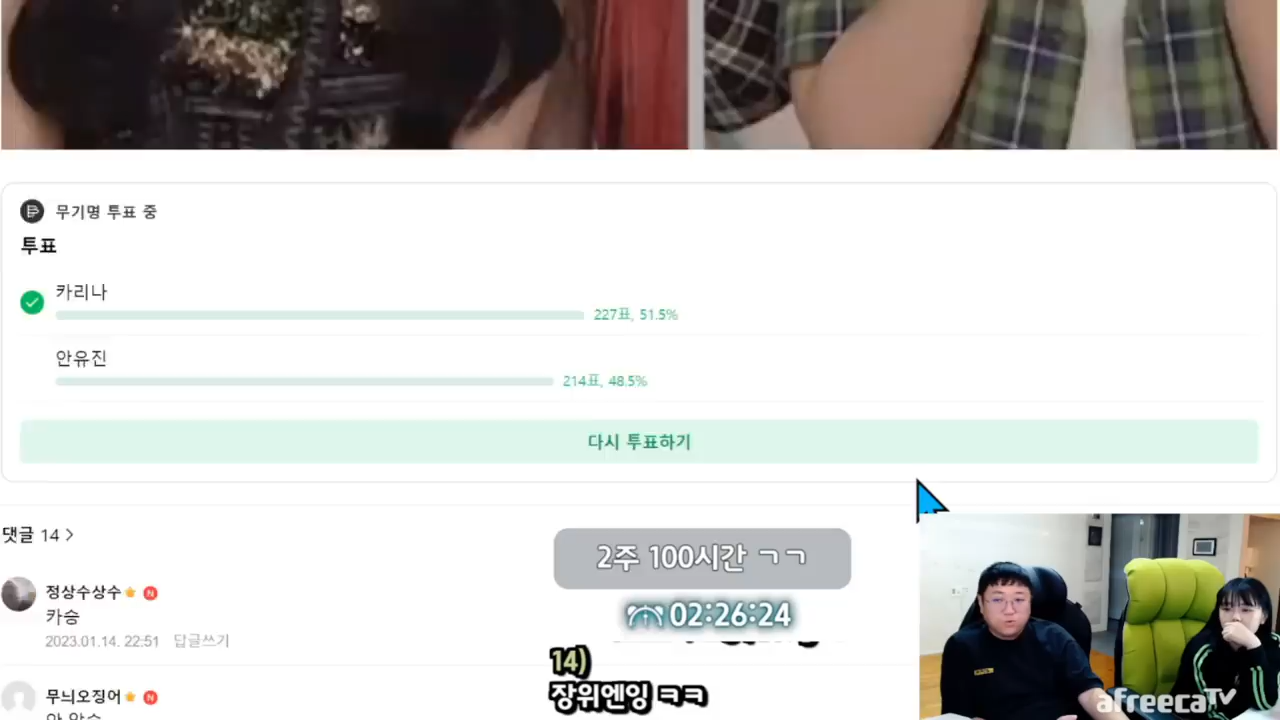 무기명 투표 중
투표
카리나
227표, 51.5%
안유진
214표, 48.5%
다시 투표하기
댓글 14 >
정상수상수 N
카승
2023.01.14. 22:51 답글쓰기
무늬오징어 N
2주 100시간 ㄱㄱ
02:26:24
14)
장위엔잉 ㅋㅋ
afreecaTV